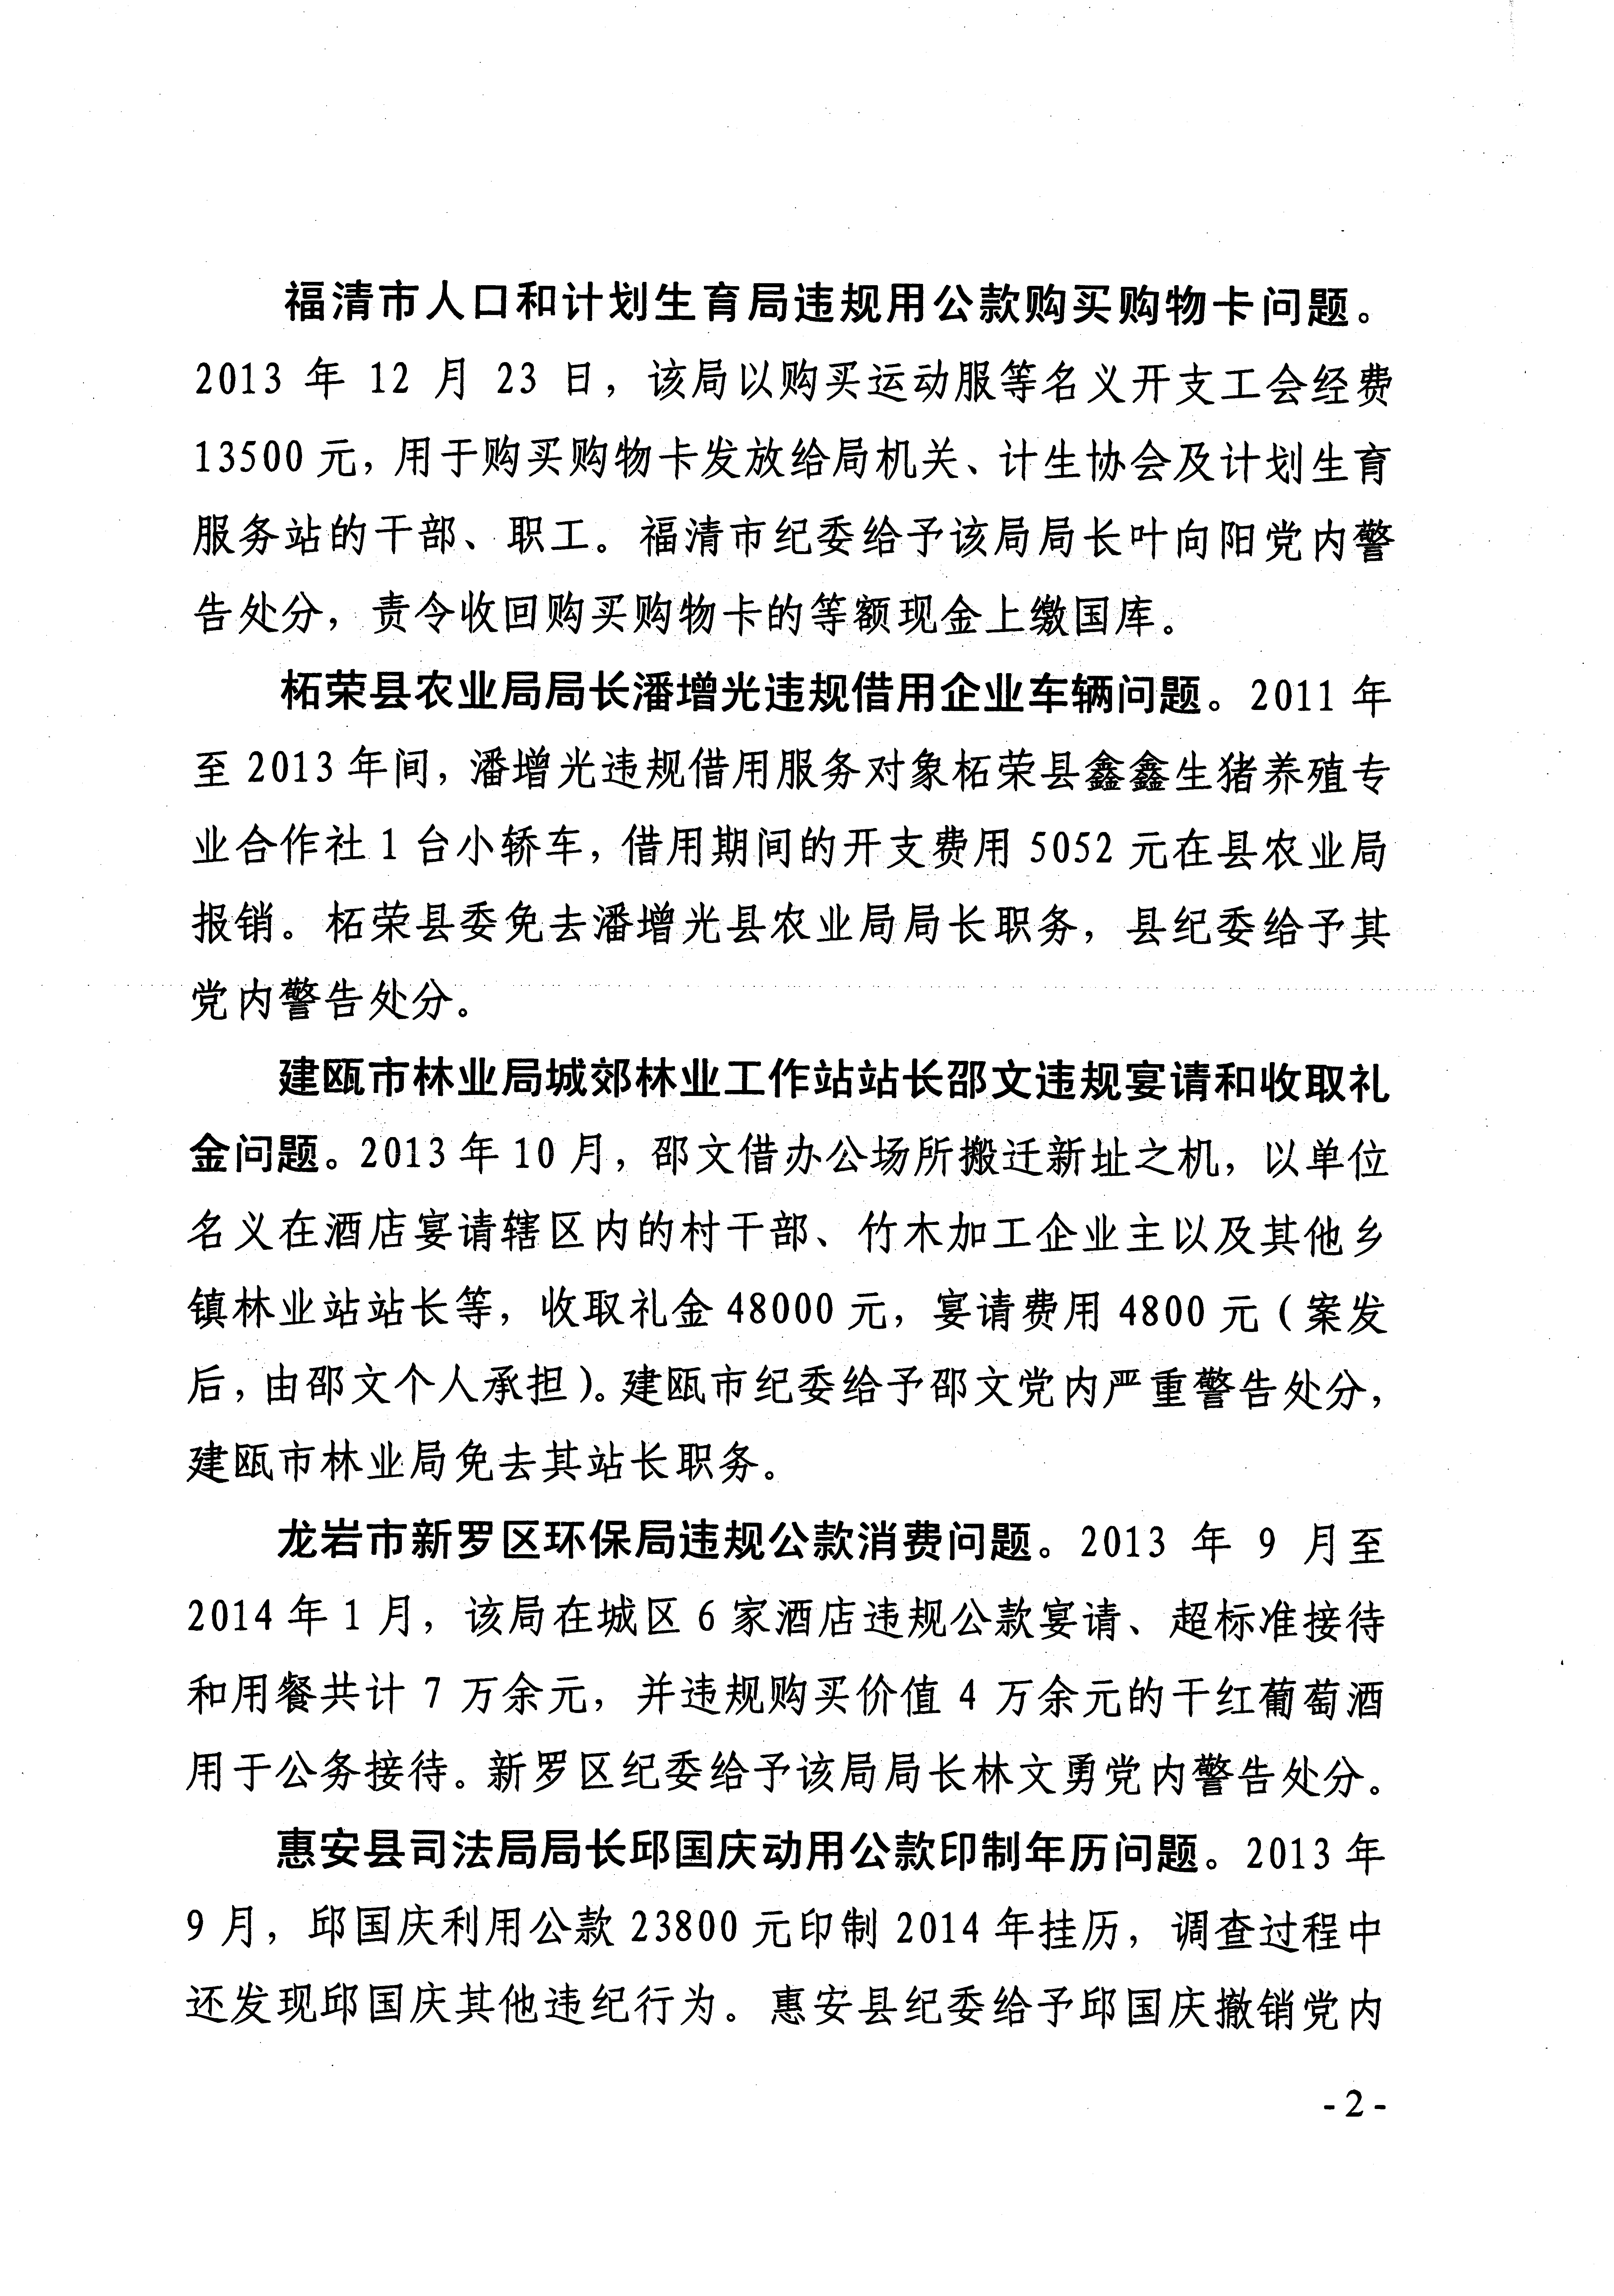 福清市人口和计划生育局违规用公款购买购物卡问题。
2013 年 12 月 23 日，该局以购买运动服等名义开支工会经费
13500 元，用于购买购物卡发放给局机关、计生协会及计划生育
服务站的干部、职工。福清市纪委给予该局局长叶向阳党内警
告处分，责令收回购买购物卡的等额现金上缴国库。
柘荣县农业局局长潘增光违规借用企业车辆问题。2011 年
至 2013 年间，潘增光违规借用服务对象柘荣县鑫鑫生猪养殖专
业合作社 1 台小轿车，借用期间的开支费用 5052 元在县农业局
报销。柘荣县委免去潘增光县农业局局长职务，县纪委给予其
党内警告处分。
建瓯市林业局城郊林业工作站站长邵文违规宴请和收取礼
金问题。2013 年 10 月，邵文借办公场所搬迁新址之机，以单位
名义在酒店宴请辖区内的村干部、竹木加工企业主以及其他乡
镇林业站站长等，收取礼金 48000 元，宴请费用 4800 元（案发
后，由邵文个人承担）。建瓯市纪委给予邵文党内严重警告处分，
建瓯市林业局免去其站长职务。
龙岩市新罗区环保局违规公款消费问题。2013 年 9 月至
2014 年 1 月，该局在城区 6 家酒店违规公款宴请、超标准接待
和用餐共计 7 万余元，并违规购买价值 4 万余元的干红葡萄酒
用于公务接待。新罗区纪委给予该局局长林文勇党内警告处分。
惠安县司法局局长邱国庆动用公款印制年历问题。2013 年
9 月，邱国庆利用公款 23800 元印制 2014 年挂历，调查过程中
还发现邱国庆其他违纪行为。惠安县纪委给予邱国庆撤销党内
- 2 -